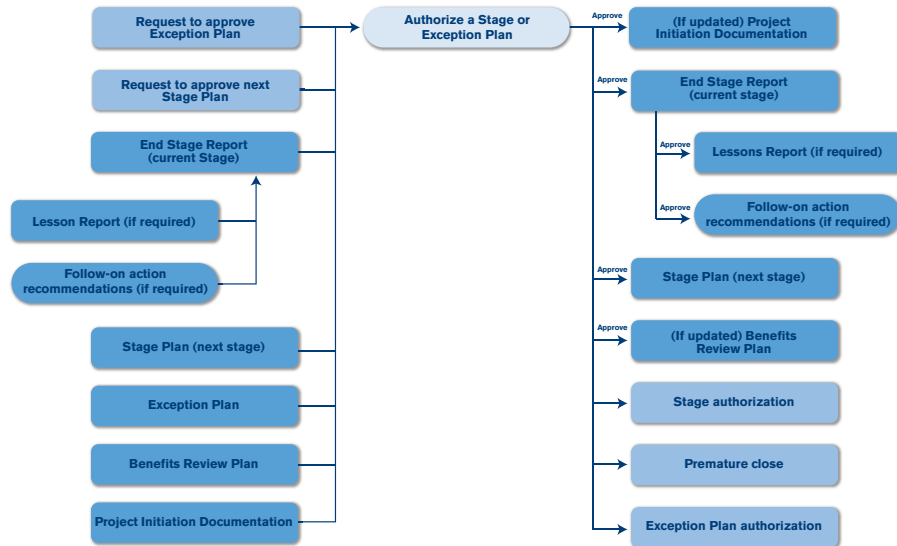 Request to approve
Exception Plan
Request to approve next
Stage Plan
End Stage Report
(current Stage)
Lesson Report (if required)
Follow-on action
recommendations (if required)
Stage Plan (next stage)
Exception Plan
Benefits Review Plan
Project Initiation Documentation
Authorize a Stage or
Exception Plan
Approve
(If updated) Project
Initiation Documentation
Approve
End Stage Report
(current stage)
Approve
Lessons Report (if required)
Approve
Follow-on action
recommendations (if required)
Approve
Stage Plan (next stage)
Approve
(If updated) Benefits
Review Plan
Stage authorization
Premature close
Exception Plan authorization